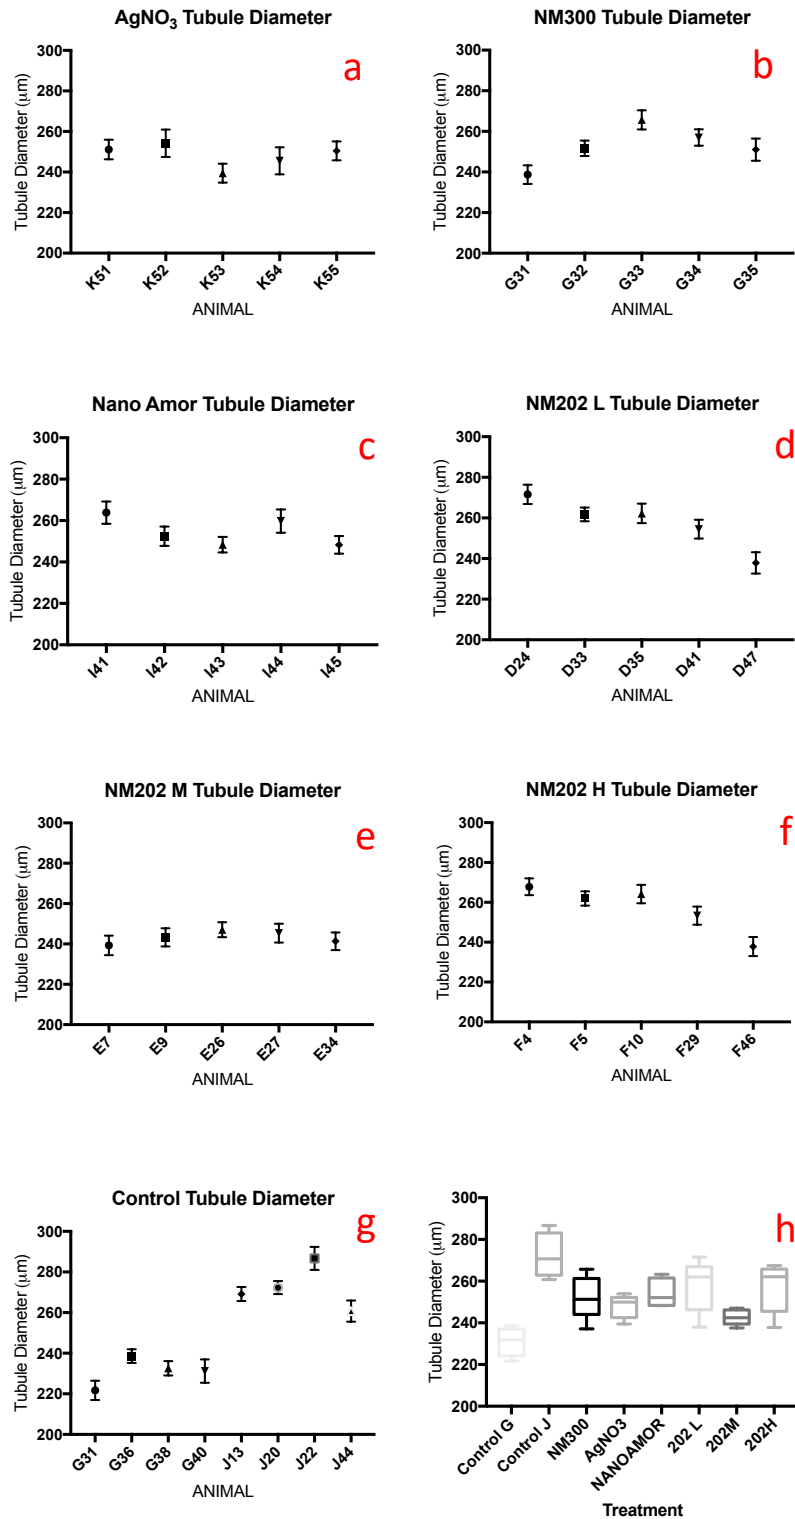 AgNO₃ Tubule Diameter
a
Tubule Diameter (μm)
300
280
260
240
220
200
K51 K52 K53 K54 K55
ANIMAL
NM300 Tubule Diameter
b
Tubule Diameter (μm)
300
280
260
240
220
200
G31 G32 G33 G34 G35
ANIMAL
Nano Amor Tubule Diameter
c
Tubule Diameter (μm)
300
280
260
240
220
200
I41 I42 I43 I44 I45
ANIMAL
NM202 L Tubule Diameter
d
Tubule Diameter (μm)
300
280
260
240
220
200
D24 D33 D35 D41 D47
ANIMAL
NM202 M Tubule Diameter
e
Tubule Diameter (μm)
300
280
260
240
220
200
E7 E9 E26 E27 E34
ANIMAL
NM202 H Tubule Diameter
f
Tubule Diameter (μm)
300
280
260
240
220
200
F4 F5 F10 F29 F46
ANIMAL
Control Tubule Diameter
g
Tubule Diameter (μm)
300
280
260
240
220
200
G31 G36 G38 G40 J13 J20 J22 J44
ANIMAL
h
Tubule Diameter (μm)
300
280
260
240
220
200
Control G Control J NM300 AgNO3 NANOAMOR 202 L 202M 202H
Treatment